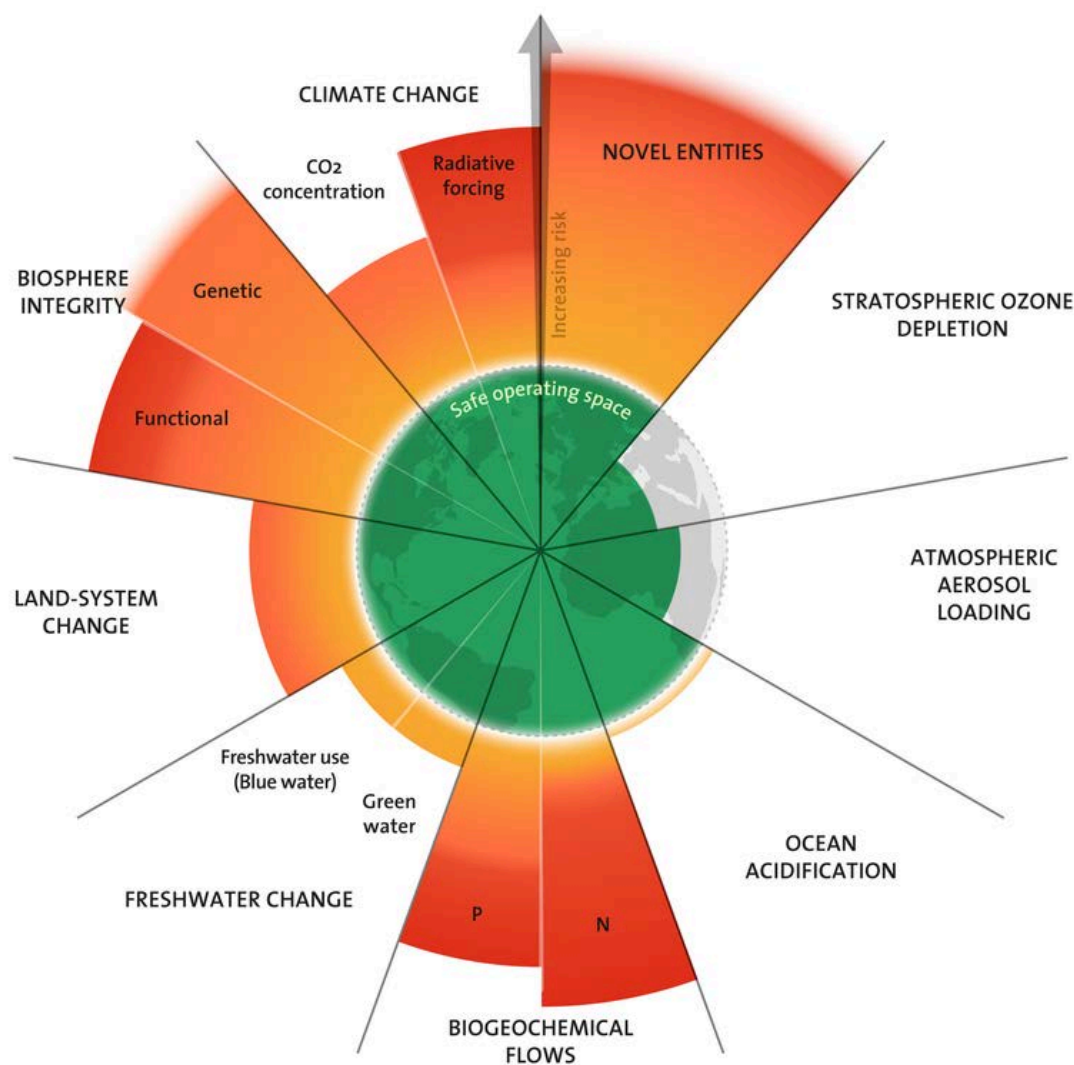 CLIMATE CHANGE
CO2
concentration
Radiative
forcing
NOVEL ENTITIES
Increasing risk
BIOSPHERE
INTEGRITY
Genetic
STRATOSPHERIC OZONE
DEPLETION
Safe operating space
Functional
LAND-SYSTEM
CHANGE
ATMOSPHERIC
AEROSOL
LOADING
Freshwater use
(Blue water)
Green
water
OCEAN
ACIDIFICATION
FRESHWATER CHANGE
P
N
BIOGEOCHEMICAL
FLOWS